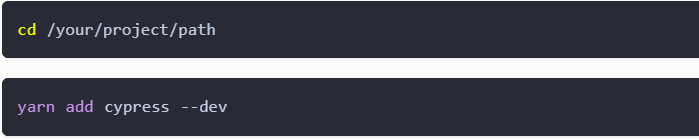 cd /your/project/path
yarn add cypress --dev